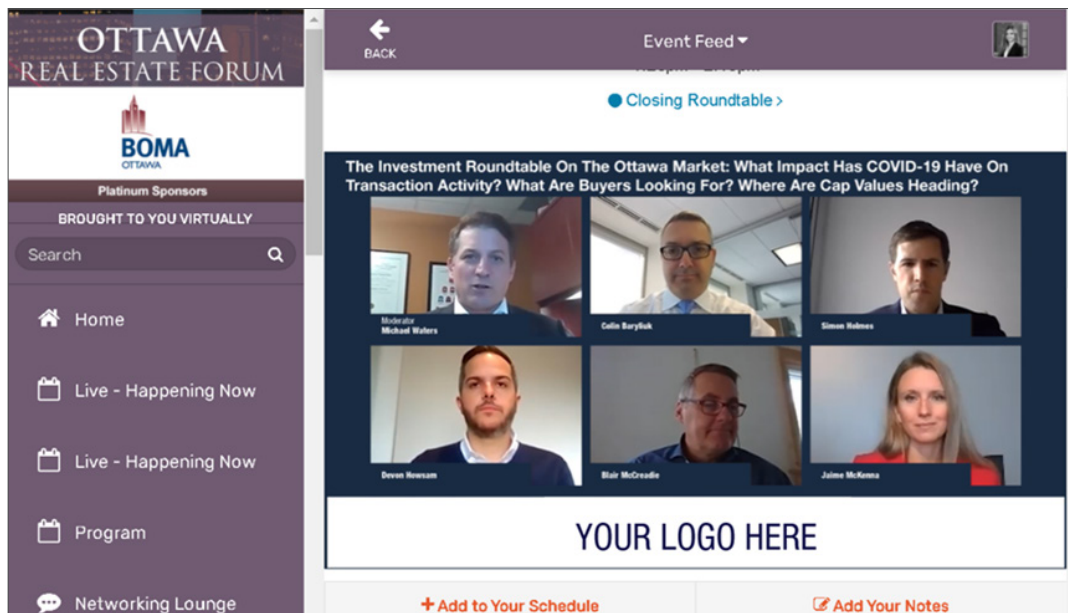 OTTAWA
REAL ESTATE FORUM
BOMA
OTTAWA
Platinum Sponsors
BROUGHT TO YOU VIRTUALLY
Search
Home
Live - Happening Now
Live - Happening Now
Program
Networking Lounge
BACK
Event Feed
Closing Roundtable >
The Investment Roundtable On The Ottawa Market: What Impact Has COVID-19 Have On
Transaction Activity? What Are Buyers Looking For? Where Are Cap Values Heading?
Moderator
Michael Waters
Colin Baryliuk
Simon Holmes
Devon Hewsam
Blair McCreadie
Jaime McKenna
YOUR LOGO HERE
Add to Your Schedule
Add Your Notes